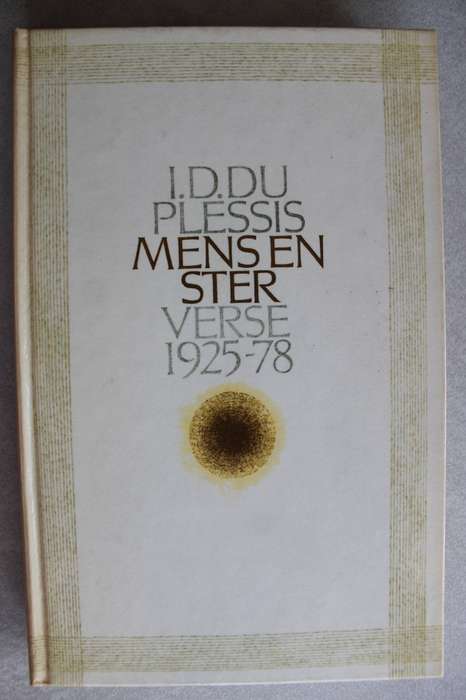 I.D.DU
PLESSIS
MENS EN
STER
VERSE
1925-78